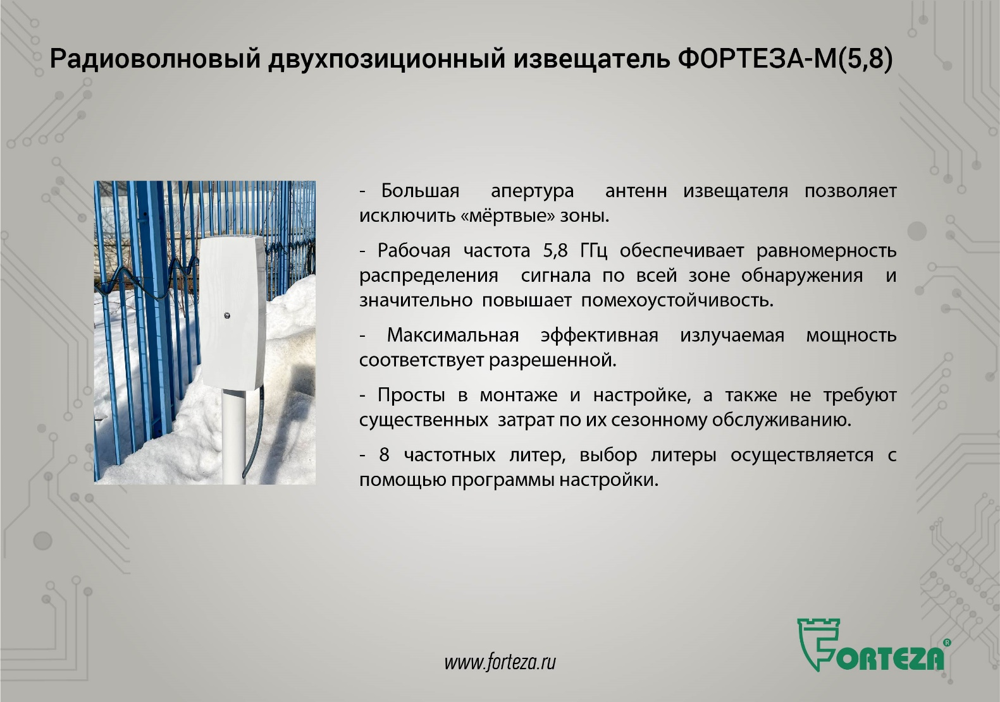 Радиоволновый двухпозиционный извещатель ФОРТЕЗА-М(5,8)
- Большая апертура антенн извещателя позволяет
исключить «мёртвые» зоны.
- Рабочая частота 5,8 ГГц обеспечивает равномерность
распределения сигнала по всей зоне обнаружения и
значительно повышает помехоустойчивость.
- Максимальная эффективная излучаемая мощность
соответствует разрешенной.
- Просты в монтаже и настройке, а также не требуют
существенных затрат по их сезонному обслуживанию.
- 8 частотных литер, выбор литеры осуществляется с
помощью программы настройки.
www.forteza.ru
FORTEZA®